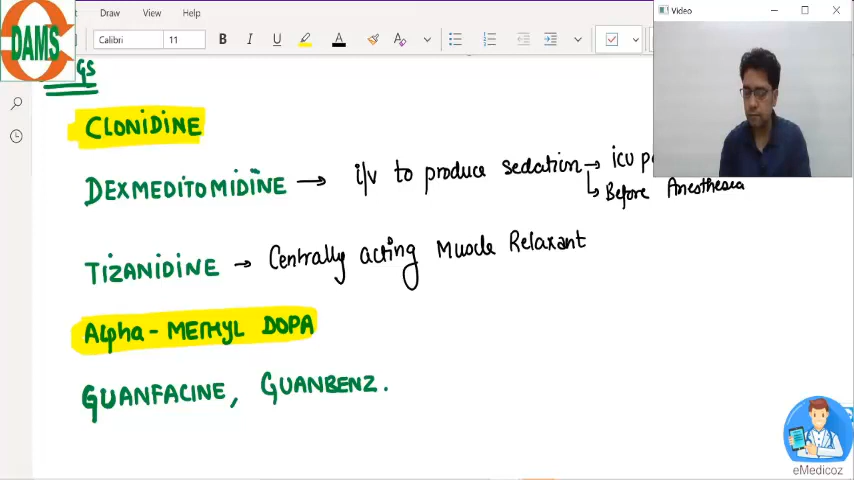 Draw View Help
Video
DAMS
Calibri 11 B I U A
GS
CLONIDINE
DEXMEDITOMIDINE → i/v to produce sedation → ICU
↳ Before Anesthesia
TIZANIDINE → Centrally acting Muscle Relaxant
Alpha - METHYL DOPA
GUANFACINE, GUANBENZ.
eMedicoz